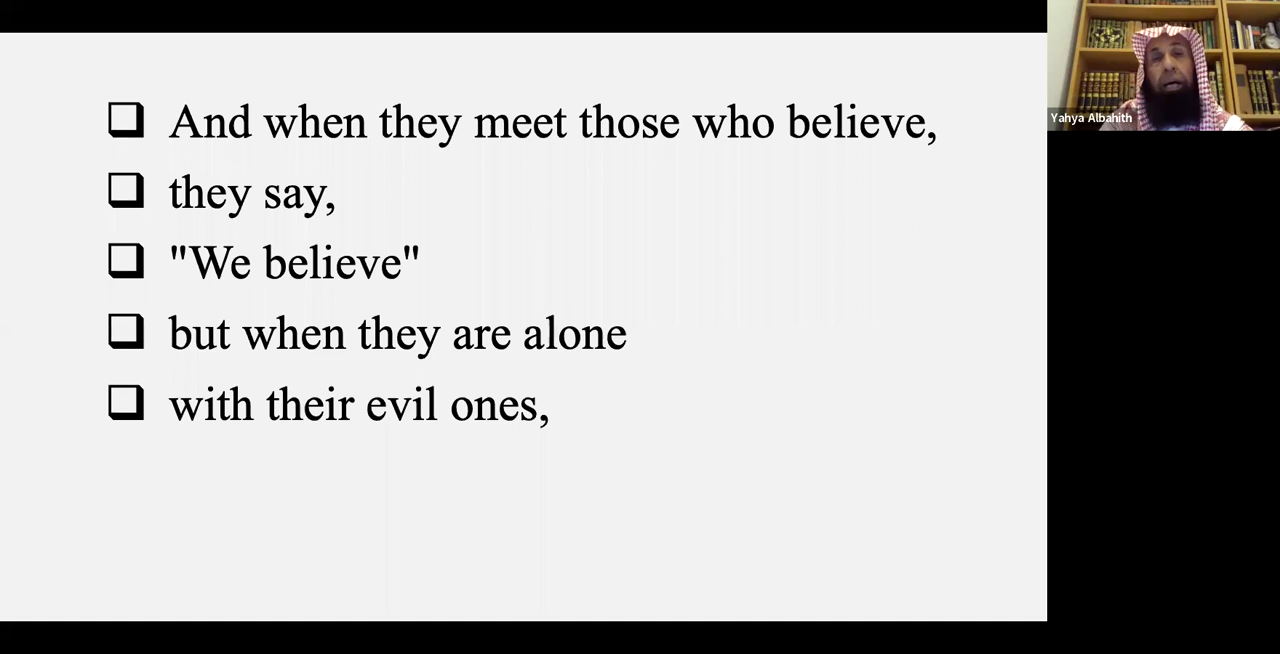 And when they meet those who believe,
they say,
"We believe"
but when they are alone
with their evil ones,
Yahya Albahith